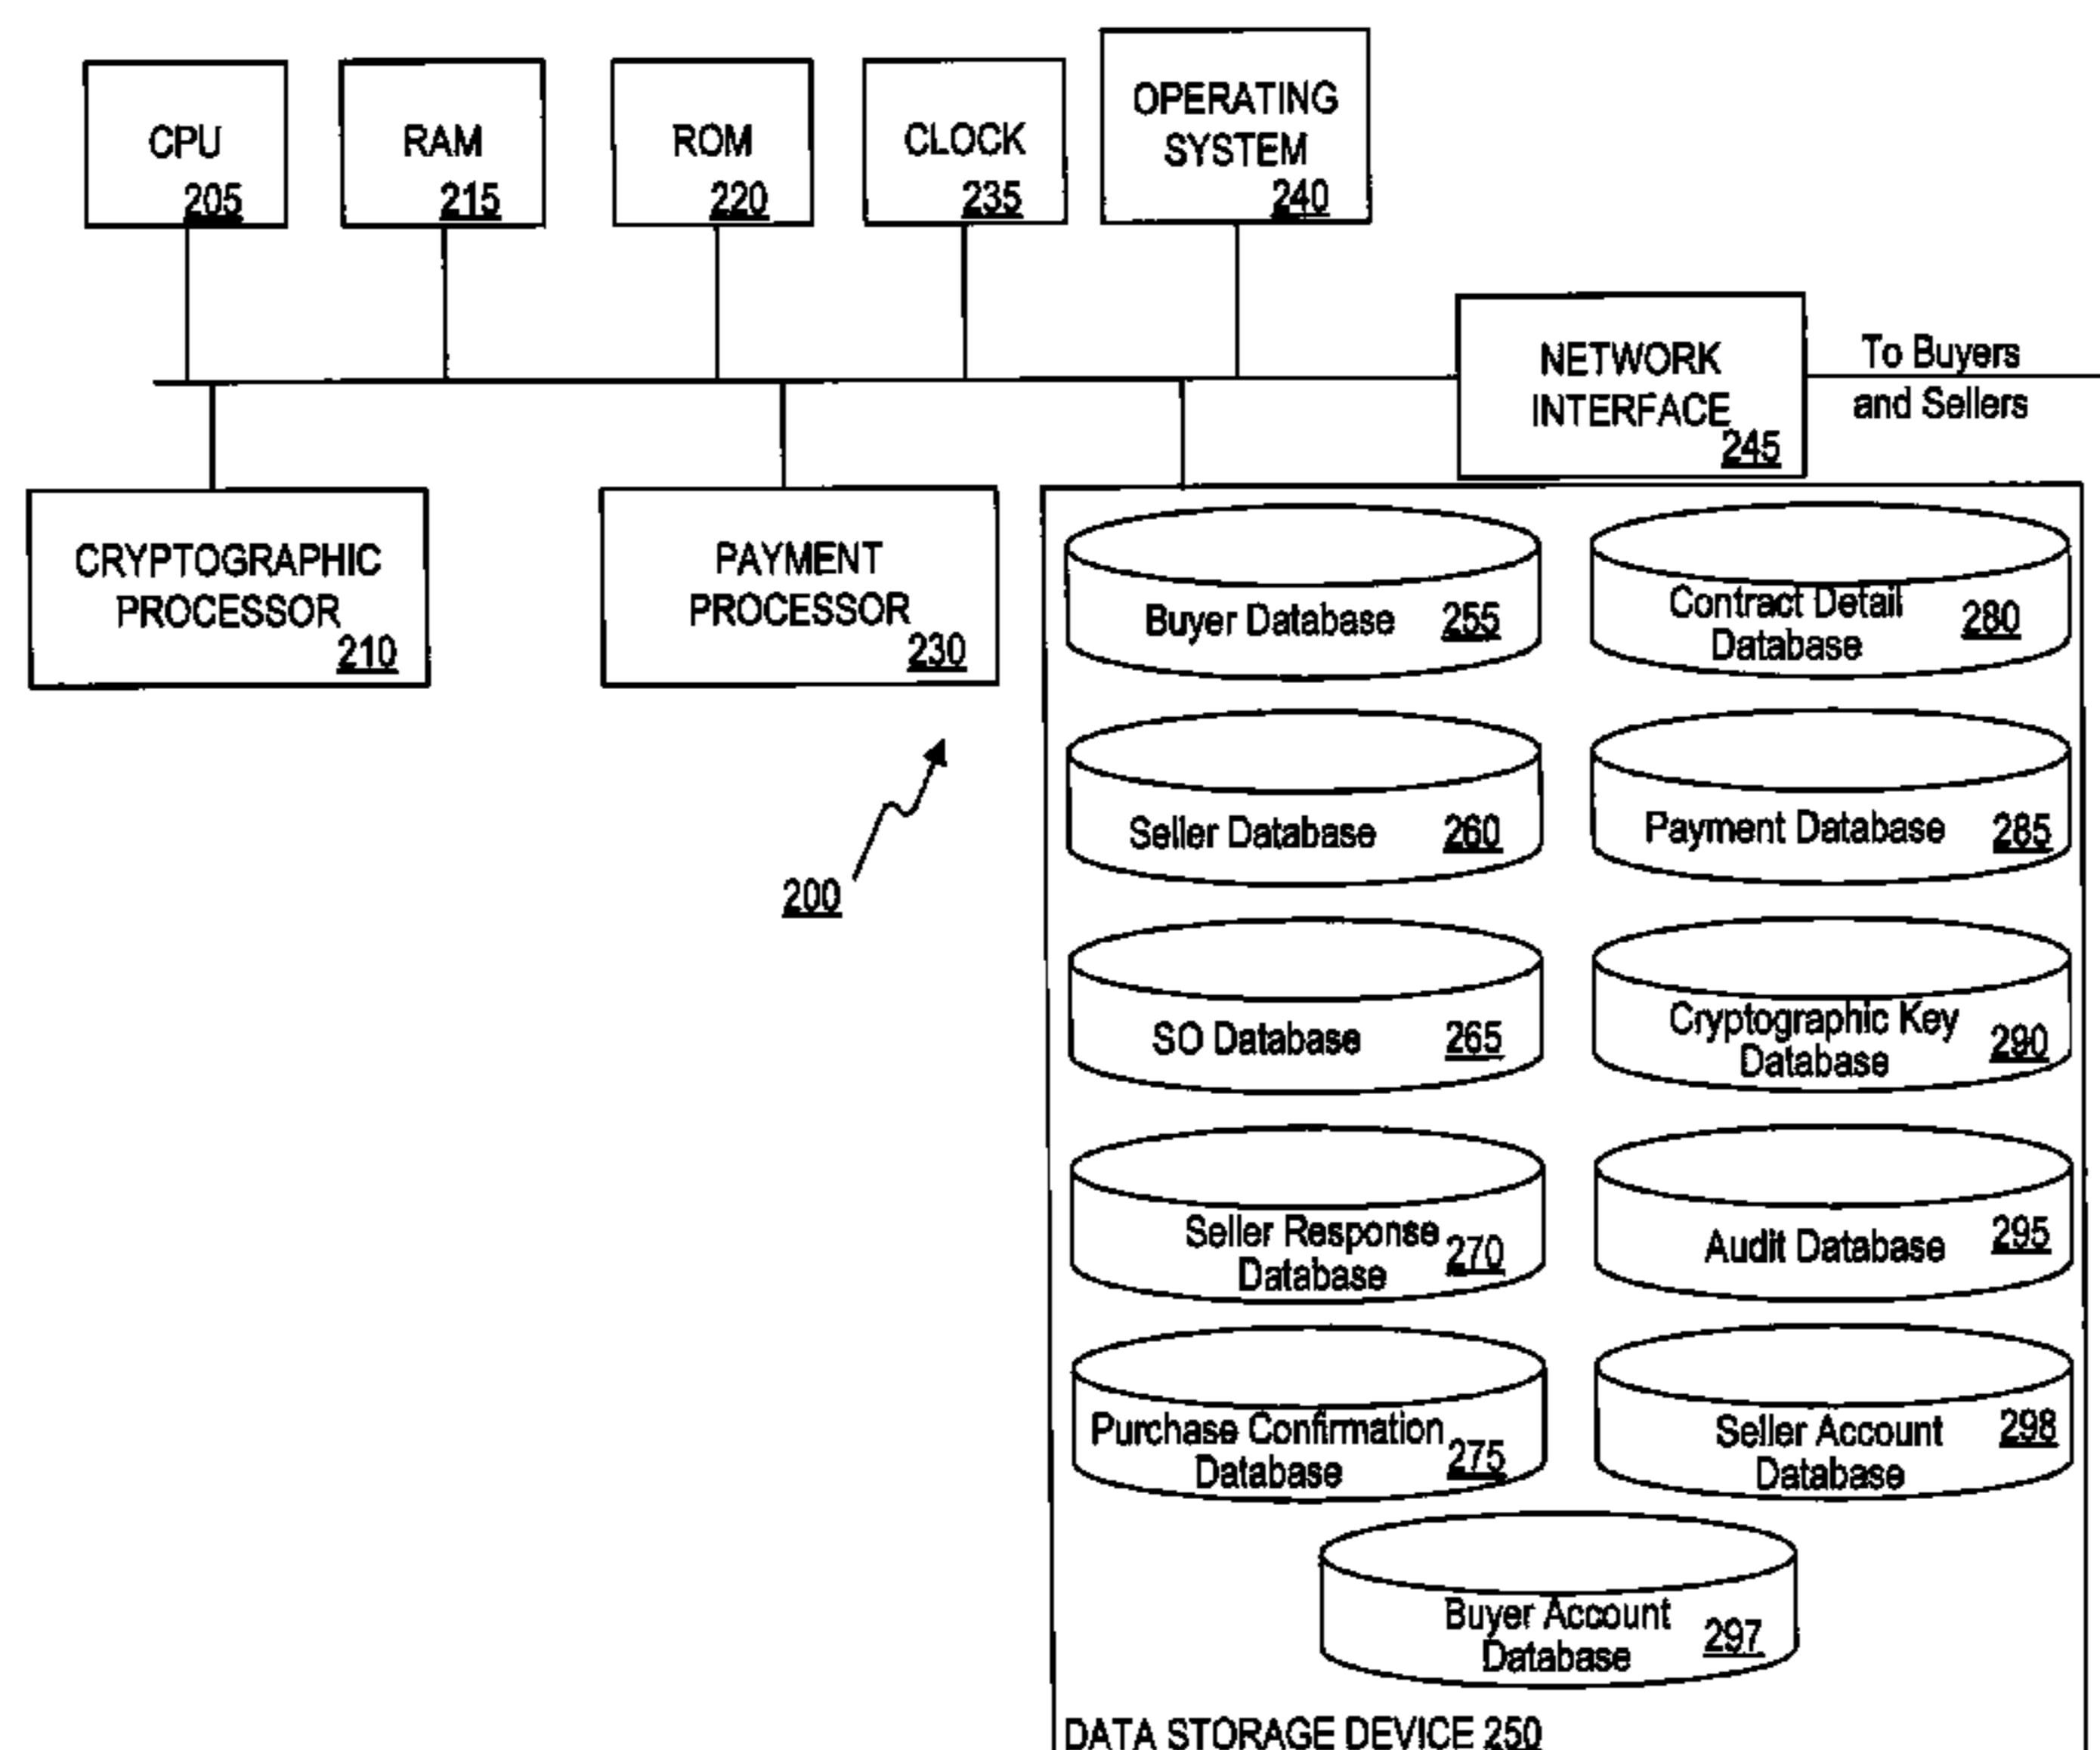 CPU
205
RAM
215
ROM
220
CLOCK
235
OPERATING
SYSTEM
240
NETWORK
INTERFACE
245
To Buyers
and Sellers
CRYPTOGRAPHIC
PROCESSOR
210
PAYMENT
PROCESSOR
230
200
Buyer Database 255
Contract Detail
Database
280
Seller Database 260
Payment Database 285
SO Database 265
Cryptographic Key
Database
290
Seller Response
Database
270
Audit Database 295
Purchase Confirmation
Database
275
Seller Account
Database
298
Buyer Account
Database
297
DATA STORAGE DEVICE 250